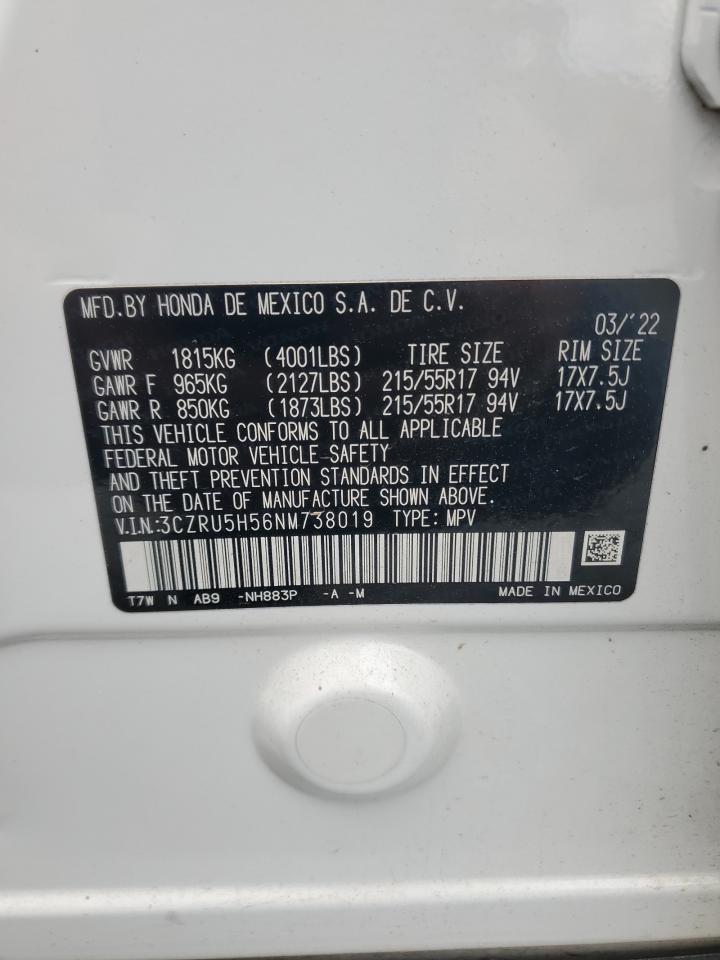 MFD.BY HONDA DE MEXICO S.A. DE C.V.
03/'22
GVWR 1815KG (4001LBS) TIRE SIZE RIM SIZE
GAWR F 965KG (2127LBS) 215/55R17 94V 17X7.5J
GAWR R 850KG (1873LBS) 215/55R17 94V 17X7.5J
THIS VEHICLE CONFORMS TO ALL APPLICABLE
FEDERAL MOTOR VEHICLE SAFETY
AND THEFT PREVENTION STANDARDS IN EFFECT
ON THE DATE OF MANUFACTURE SHOWN ABOVE.
V.I.N.:3CZRU5H56NM738019 TYPE: MPV
T7W N AB9 -NH883P -A -M MADE IN MEXICO